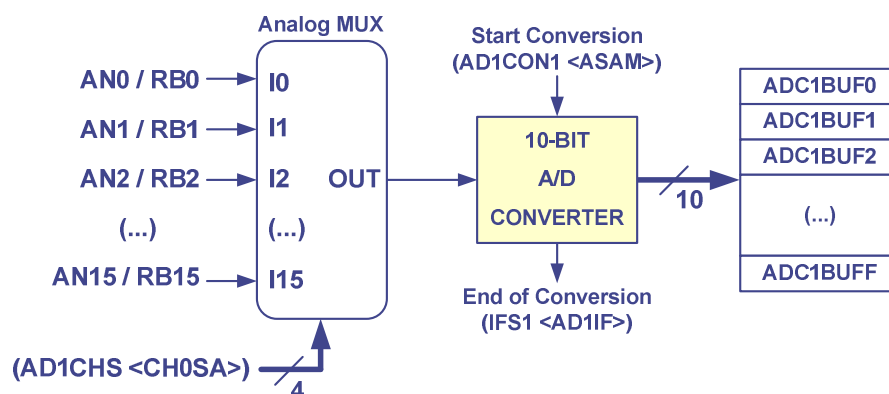 Analog MUX
AN0 / RB0
AN1 / RB1
AN2 / RB2
(...)
AN15 / RB15
I0
I1
I2
(...)
I15
OUT
(AD1CHS <CH0SA>)
4
Start Conversion
(AD1CON1 <ASAM>)
10-BIT
A/D
CONVERTER
End of Conversion
(IFS1 <AD1IF>)
10
ADC1BUF0
ADC1BUF1
ADC1BUF2
(...)
ADC1BUFF